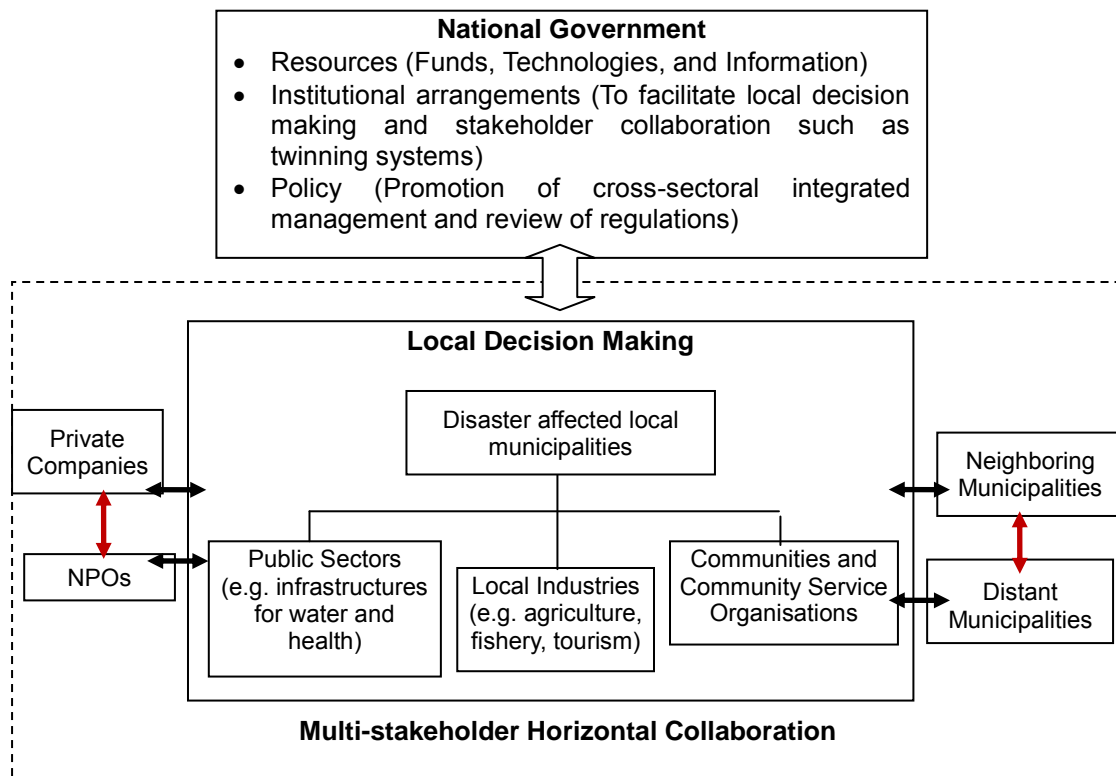 National Government
• Resources (Funds, Technologies, and Information)
• Institutional arrangements (To facilitate local decision
making and stakeholder collaboration such as
twinning systems)
• Policy (Promotion of cross-sectoral integrated
management and review of regulations)
Local Decision Making
Disaster affected local
municipalities
Private
Companies
Neighboring
Municipalities
NPOs
Public Sectors
(e.g. infrastructures
for water and
health)
Local Industries
(e.g. agriculture,
fishery, tourism)
Communities and
Community Service
Organisations
Distant
Municipalities
Multi-stakeholder Horizontal Collaboration